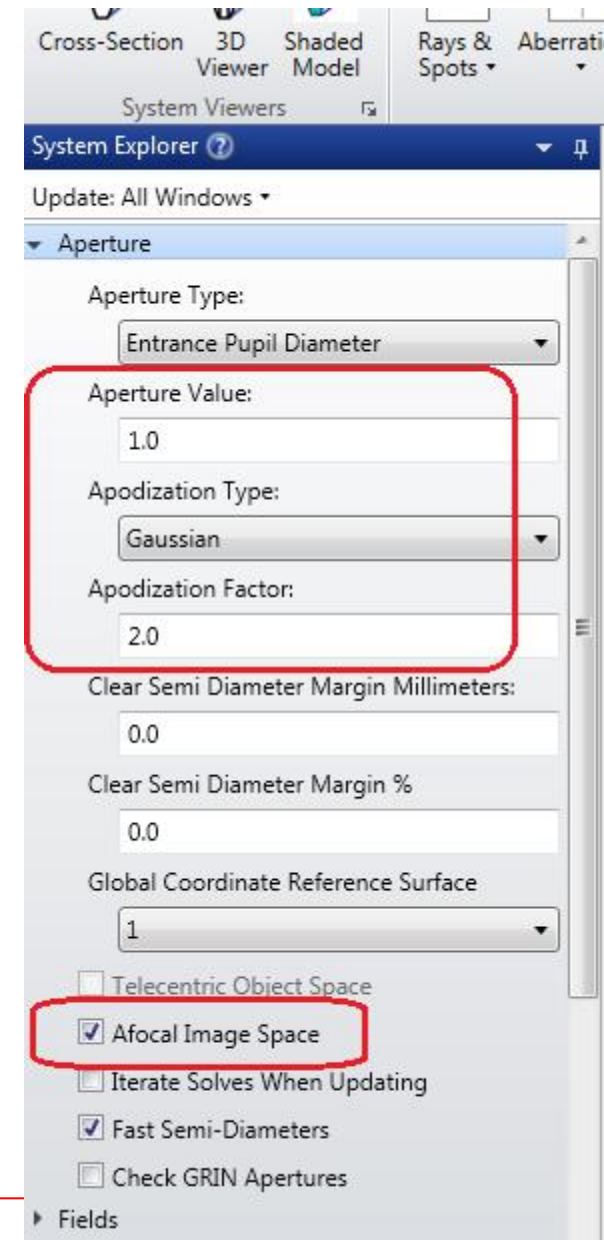 Cross-Section 3D Viewer Shaded Model Rays & Spots Aberrati
System Viewers
System Explorer ?
Update: All Windows
Aperture
Aperture Type:
Entrance Pupil Diameter
Aperture Value:
1.0
Apodization Type:
Gaussian
Apodization Factor:
2.0
Clear Semi Diameter Margin Millimeters:
0.0
Clear Semi Diameter Margin %
0.0
Global Coordinate Reference Surface
1
Telecentric Object Space
Afocal Image Space
Iterate Solves When Updating
Fast Semi-Diameters
Check GRIN Apertures
Fields